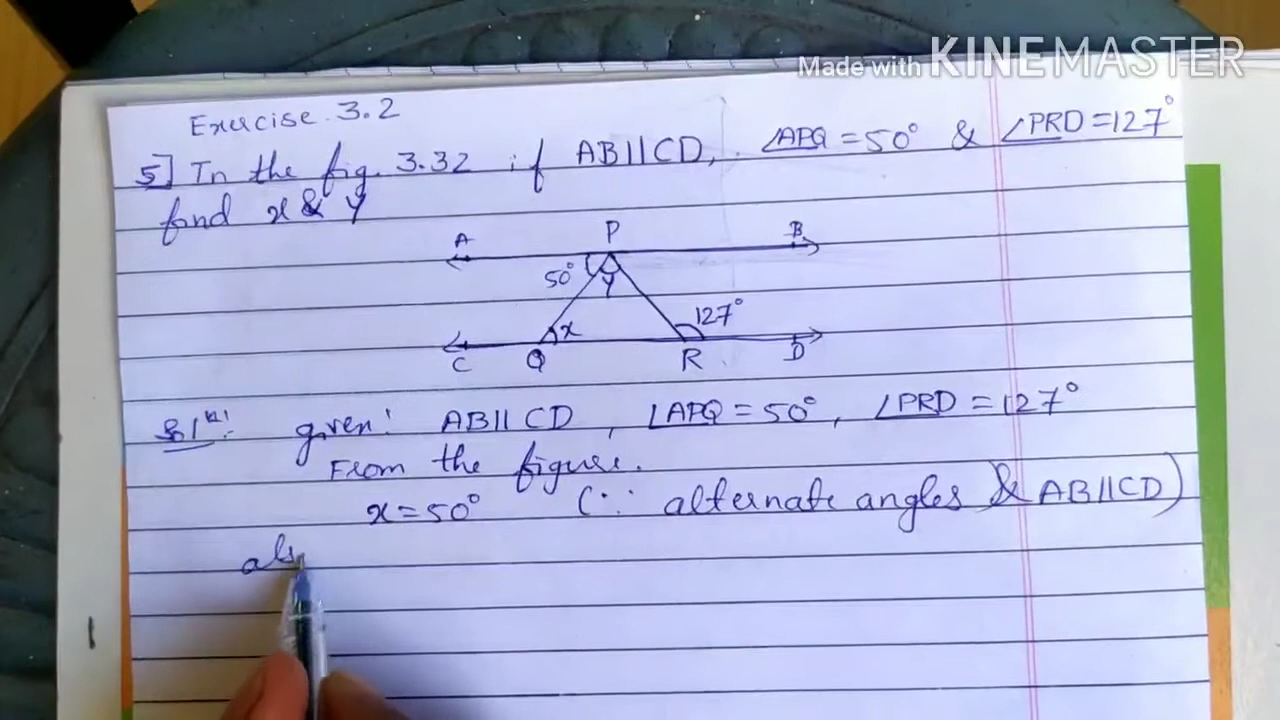 Made with KINEMASTER
Exercise 3.2
5] In the fig. 3.32 if AB||CD, ∠APQ = 50° & ∠PRD = 127°
find x & y
A P B
50° y
x 127°
C Q R D
Sol^n: given: AB||CD, ∠APQ = 50°, ∠PRD = 127°
From the figure.
x = 50° (∵ alternate angles & AB||CD)
als